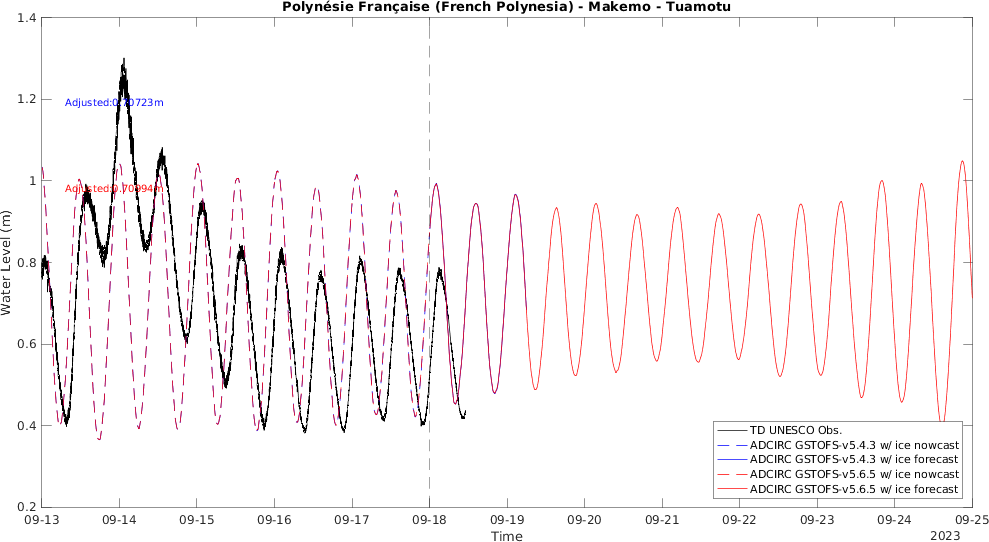 Polynésie Française (French Polynesia) - Makemo - Tuamotu
1.4
1.2
1
0.8
0.6
0.4
0.2
Water Level (m)
Adjusted:0.70723m
Adjusted:0.70994m
TD UNESCO Obs.
ADCIRC GSTOFS-v5.4.3 w/ ice nowcast
ADCIRC GSTOFS-v5.4.3 w/ ice forecast
ADCIRC GSTOFS-v5.6.5 w/ ice nowcast
ADCIRC GSTOFS-v5.6.5 w/ ice forecast
09-13 09-14 09-15 09-16 09-17 09-18 09-19 09-20 09-21 09-22 09-23 09-24 09-25
Time
2023